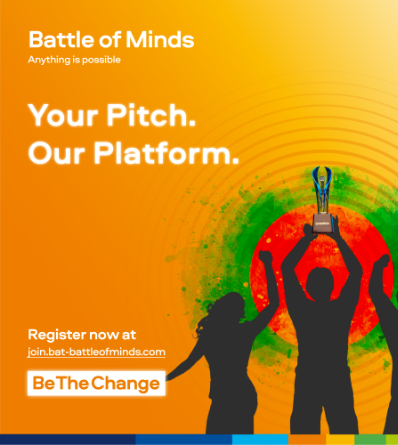 Battle of Minds
Anything is possible
Your Pitch.
Our Platform.
Register now at
join.bat-battleofminds.com
BeTheChange